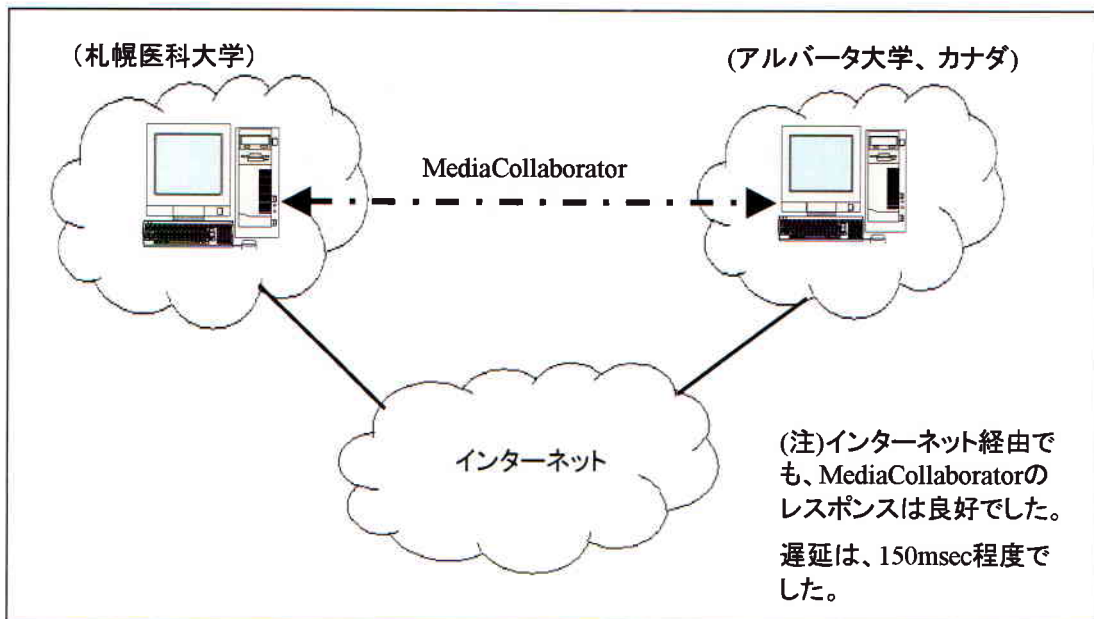 (札幌医科大学)
(アルバータ大学、カナダ)
MediaCollaborator
インターネット
(注)インターネット経由で
も、MediaCollaboratorの
レスポンスは良好でした。
遅延は、150msec程度で
した。